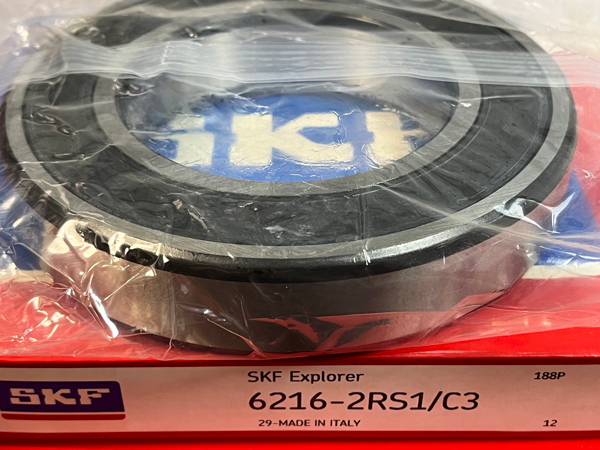 SKF
SKF
SKF Explorer
188P
6216-2RS1/C3
29-MADE IN ITALY
12